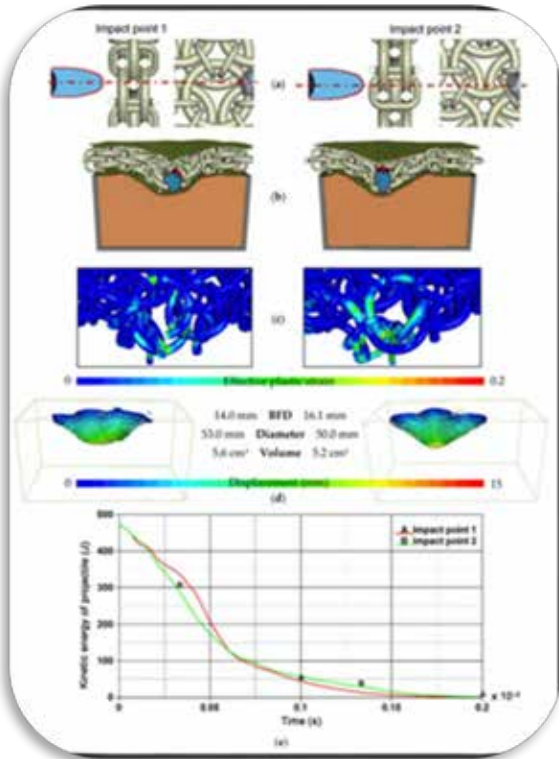 Impact point 1 Impact point 2
(a)
(b)
(c)
0 Effective plastic strain 0.2
14.0 mm BFD 16.1 mm
53.0 mm Diameter 50.0 mm
5.6 cm³ Volume 5.2 cm³
0 Displacement (mm) 15
(d)
500
A Impact point 1
B Impact point 2
400
300
100
0
Kinetic energy of projectile (J)
A
A
B
0 0.05 0.1 0.15 0.2
Time (s)
(e)